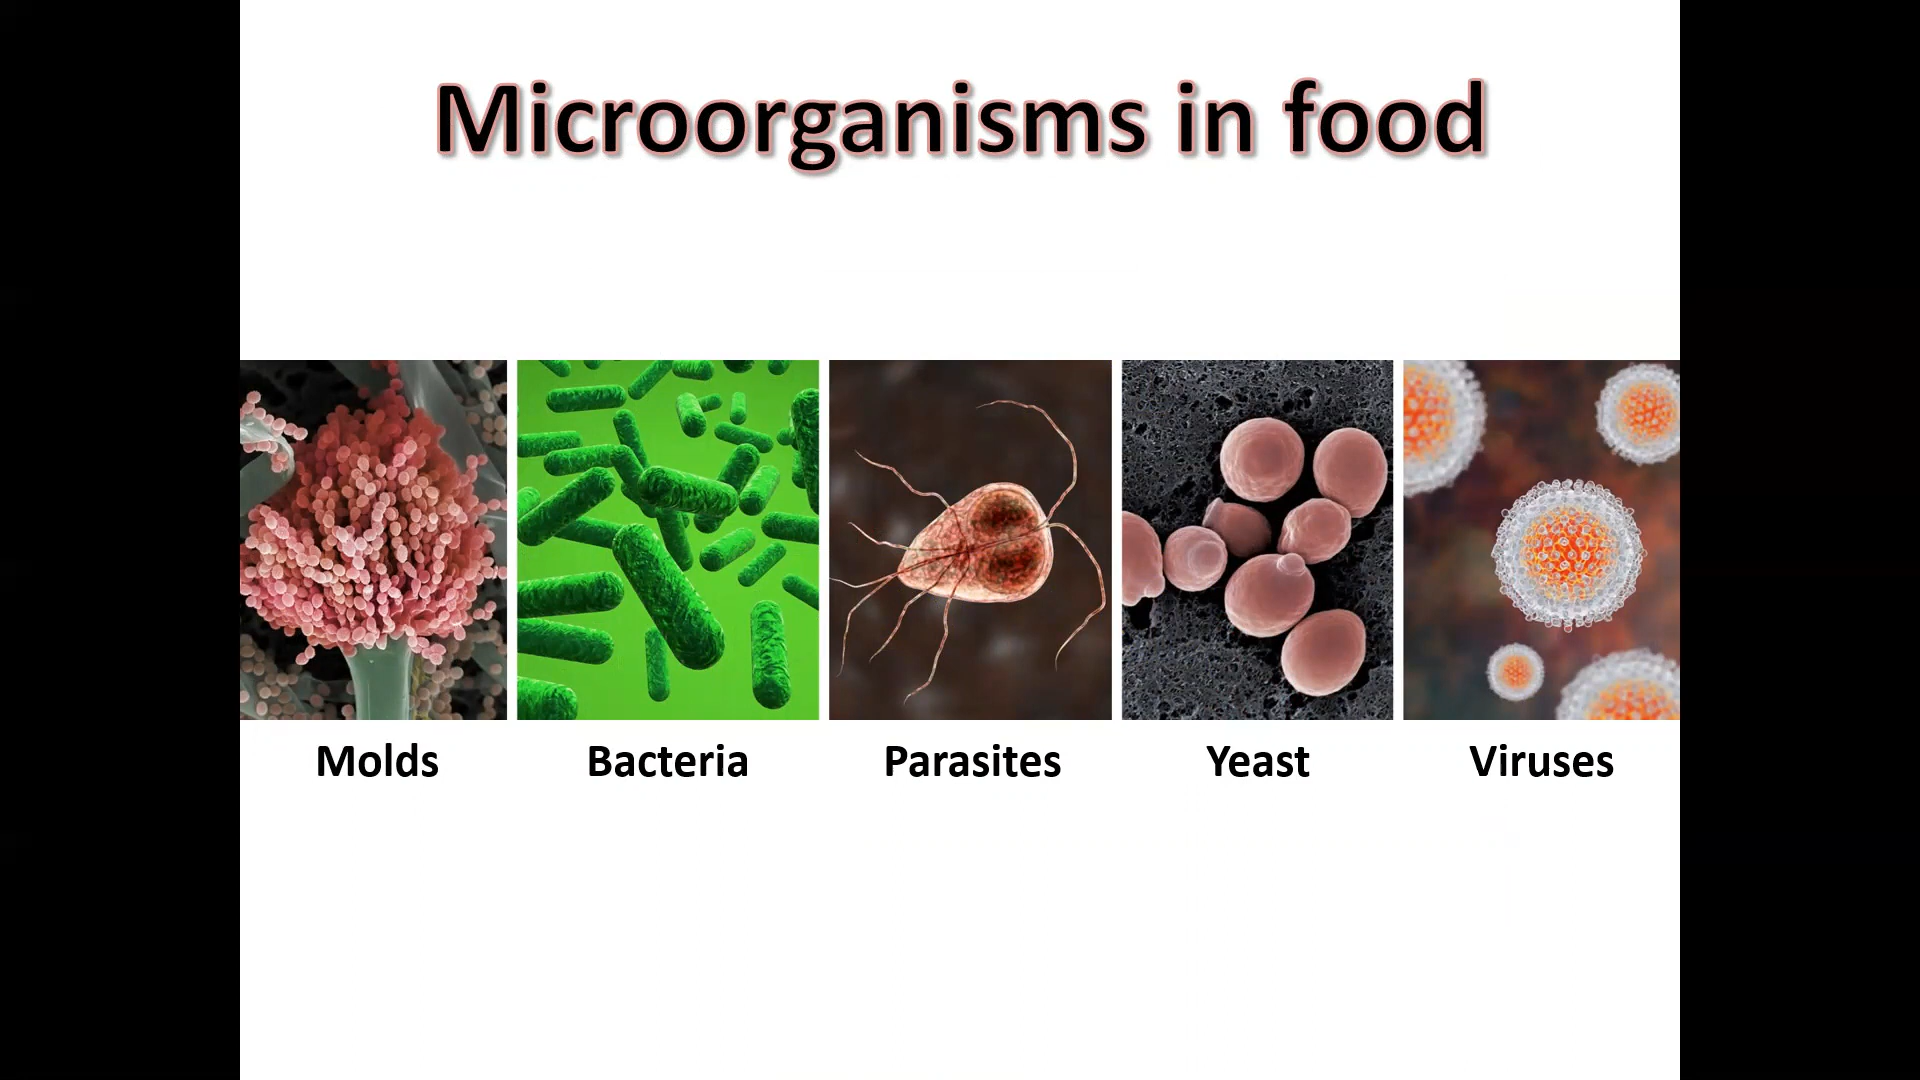 Microorganisms in food
Molds
Bacteria
Parasites
Yeast
Viruses